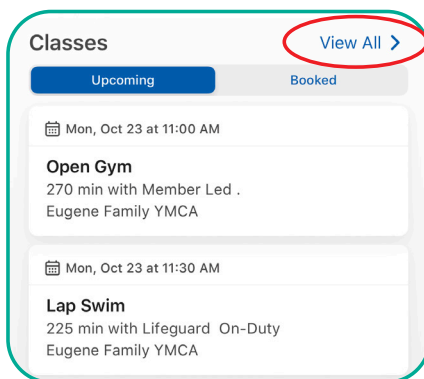 Classes
View All
Upcoming
Booked
Mon, Oct 23 at 11:00 AM
Open Gym
270 min with Member Led .
Eugene Family YMCA
Mon, Oct 23 at 11:30 AM
Lap Swim
225 min with Lifeguard  On-Duty
Eugene Family YMCA